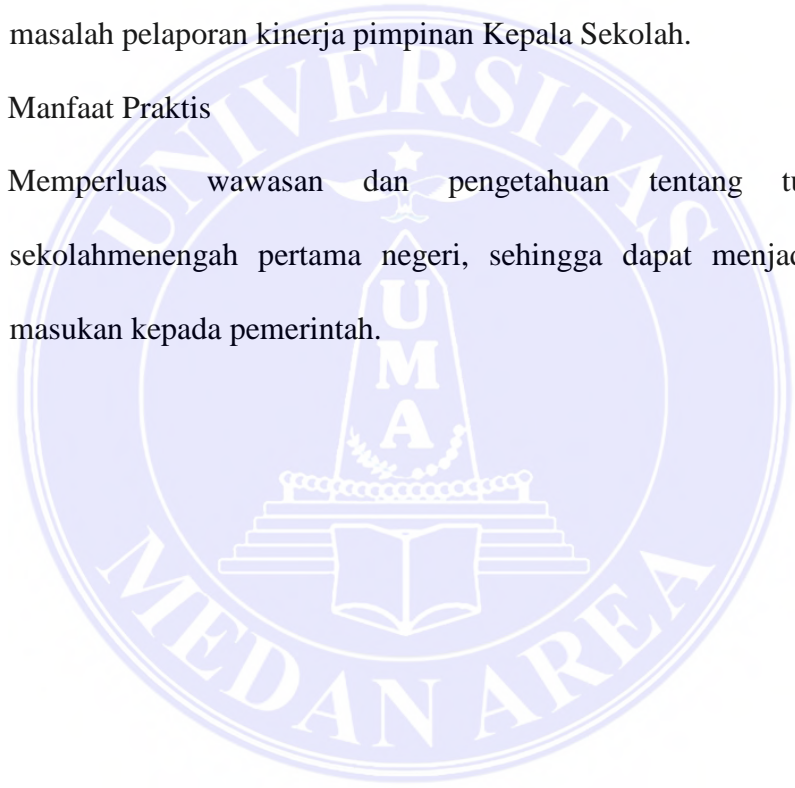 masalah pelaporan kinerja pimpinan Kepala Sekolah.
Manfaat Praktis
Memperluas wawasan dan pengetahuan tentang
sekolahmenengah pertama negeri, sehingga dapat
masukan kepada pemerintah.
UNIVERSITAS
UMA
MEDAN AREA